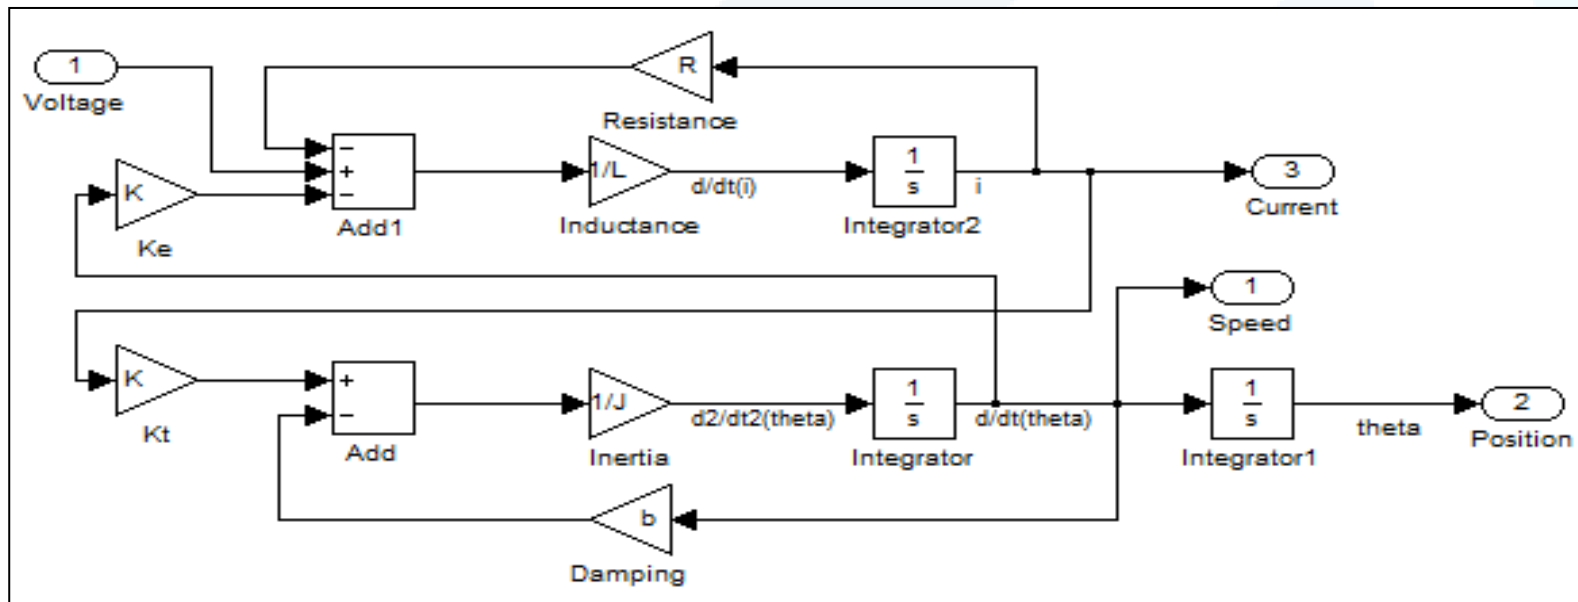 1
Voltage
R
Resistance
−
+
−
Add1
K
Ke
1/L
Inductance
d/dt(i)
1
s
Integrator2
i
3
Current
1
Speed
K
Kt
+
−
Add
1/J
Inertia
d2/dt2(theta)
1
s
Integrator
d/dt(theta)
1
s
Integrator1
theta
2
Position
b
Damping